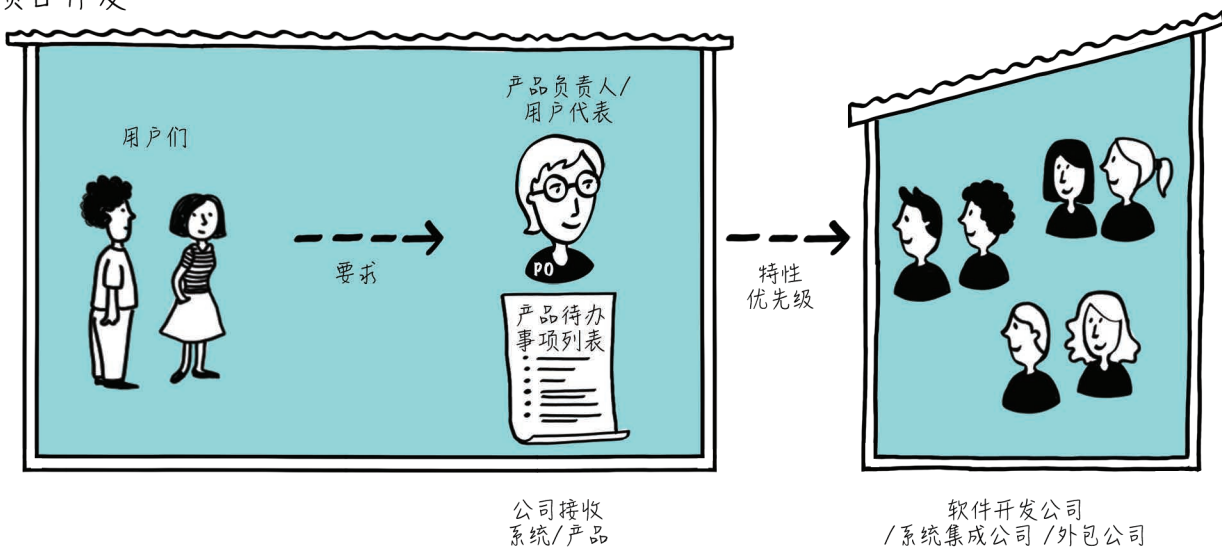 用户们
产品负责人/
用户代表
要求
PO
产品待办
事项列表
特性
优先级
公司接收
系统/产品
软件开发公司
/系统集成公司 /外包公司